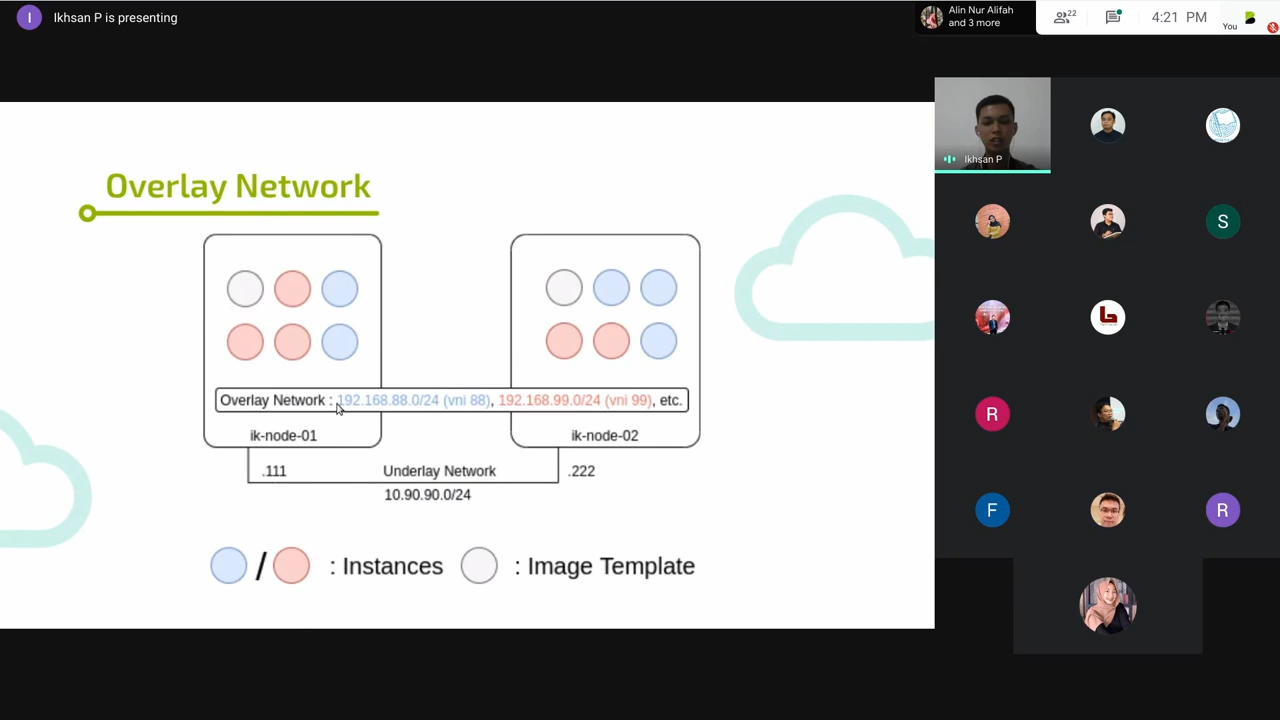 I
Ikhsan P is presenting
Alin Nur Alifah
and 3 more
22
4:21 PM
You
Overlay Network
Ikhsan P
S
Overlay Network : 192.168.88.0/24 (vni 88), 192.168.99.0/24 (vni 99), etc.
ik-node-01
ik-node-02
R
.111
Underlay Network
.222
10.90.90.0/24
F
R
/
: Instances
: Image Template